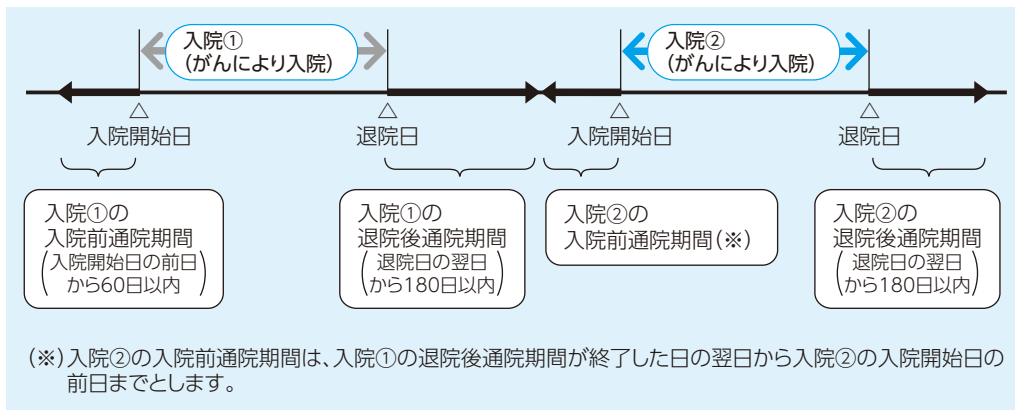 入院①
(がんにより入院)
入院②
(がんにより入院)
△
入院開始日
△
退院日
△
入院開始日
△
退院日
入院①の
入院前通院期間
(入院開始日の前日
から60日以内)
入院①の
退院後通院期間
(退院日の翌日
から180日以内)
入院②の
入院前通院期間(※)
入院②の
退院後通院期間
(退院日の翌日
から180日以内)
(※)入院②の入院前通院期間は、入院①の退院後通院期間が終了した日の翌日から入院②の入院開始日の
前日までとします。